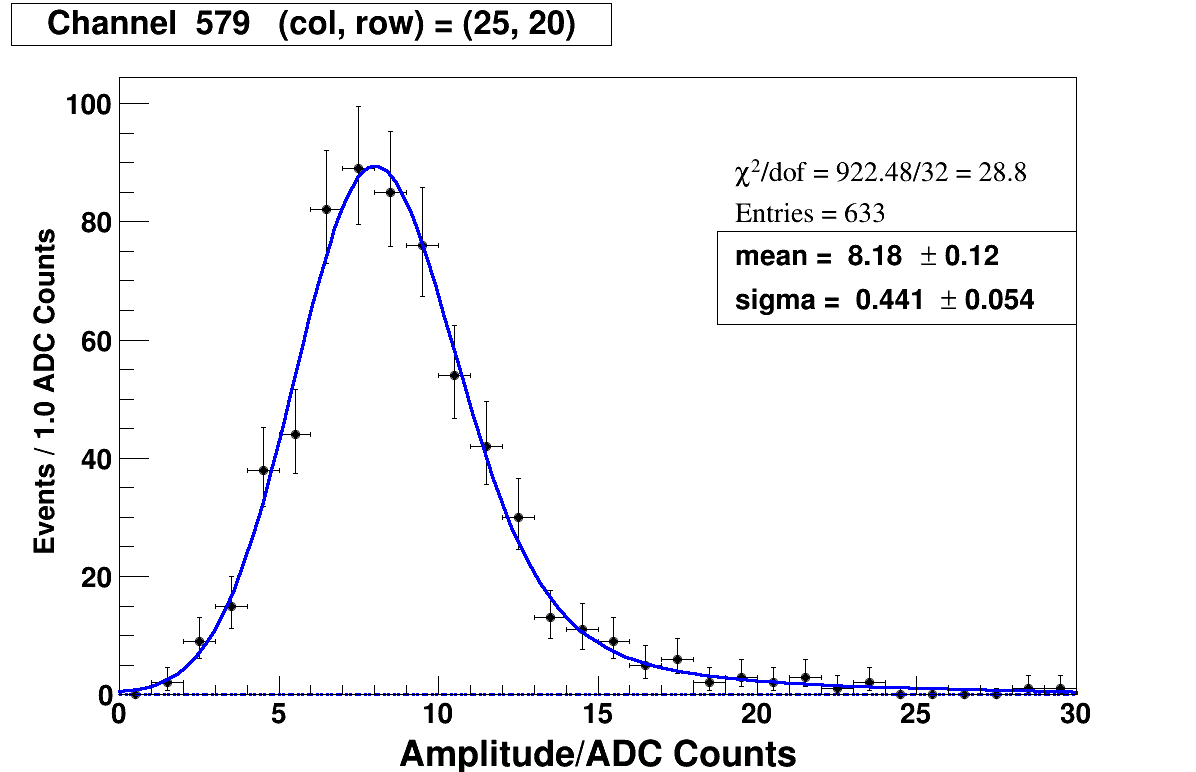 Channel 579 (col, row) = (25, 20)
100
80
60
40
20
0
Events / 1.0 ADC Counts
χ²/dof = 922.48/32 = 28.8
Entries = 633
mean = 8.18 ± 0.12
sigma = 0.441 ± 0.054
0 5 10 15 20 25 30
Amplitude/ADC Counts